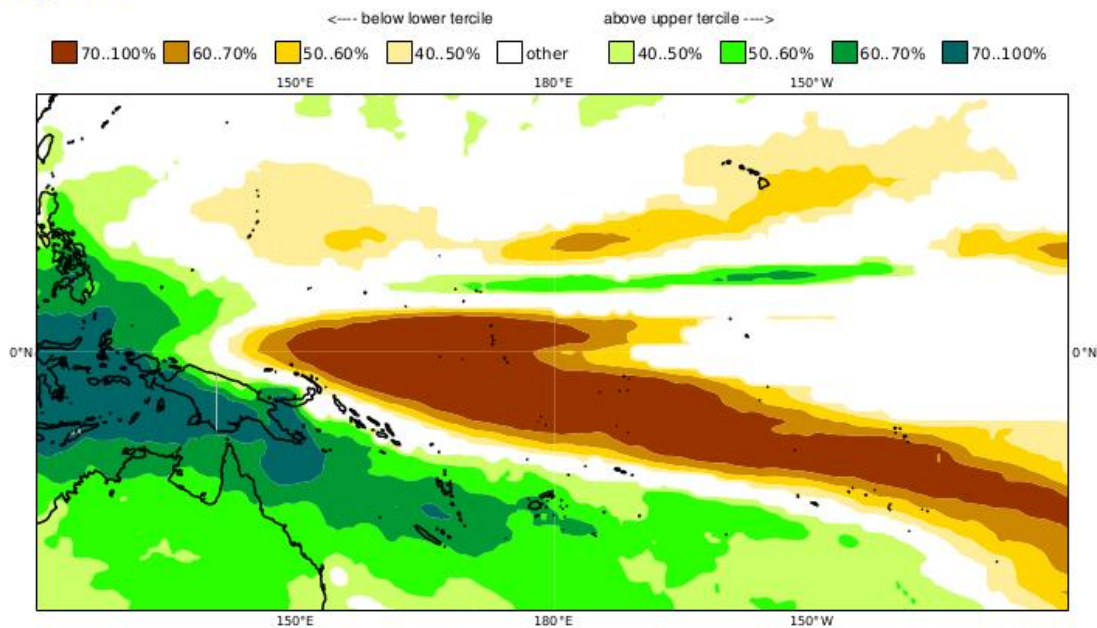 <---- below lower tercile above upper tercile ---->
70..100% 60..70% 50..60% 40..50% other 40..50% 50..60% 60..70% 70..100%
150°E 180°E 150°W
0°N 0°N
150°E 180°E 150°W